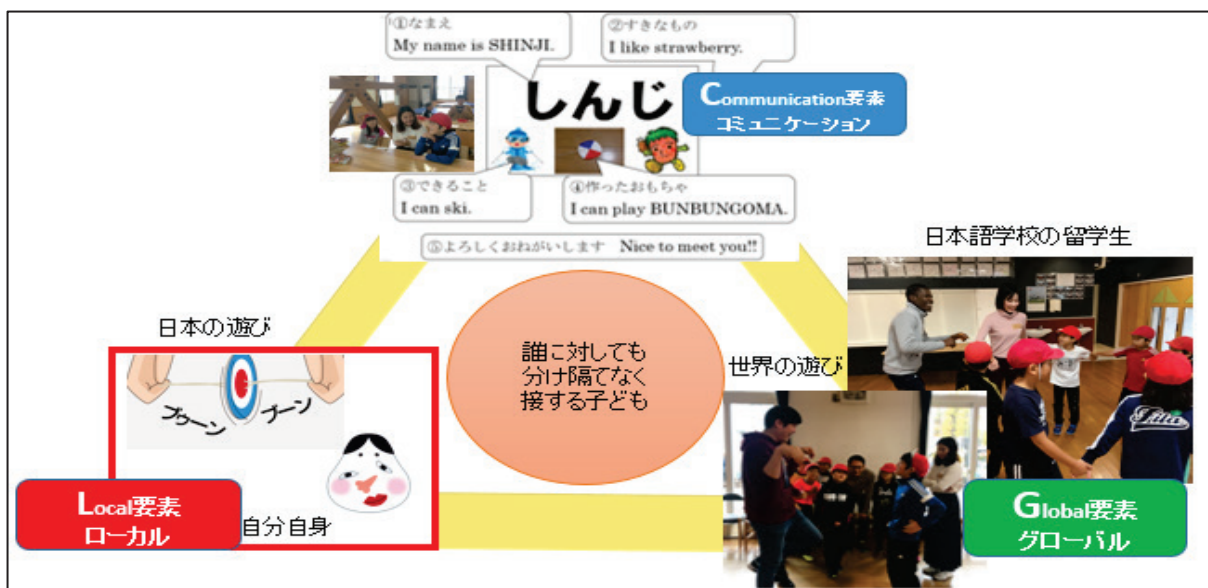 ①なまえ
My name is SHINJI.
②すきなもの
I like strawberry.
しんじ
Communication要素
コミュニケーション
③できること
I can ski.
④作ったおもちゃ
I can play BUNBUNGOMA.
⑤よろしくおねがいします Nice to meet you!!
日本語学校の留学生
日本の遊び
ブゥーン
ブーン
誰に対しても
分け隔てなく
接する子ども
世界の遊び
Local要素
ローカル
自分自身
Global要素
グローバル